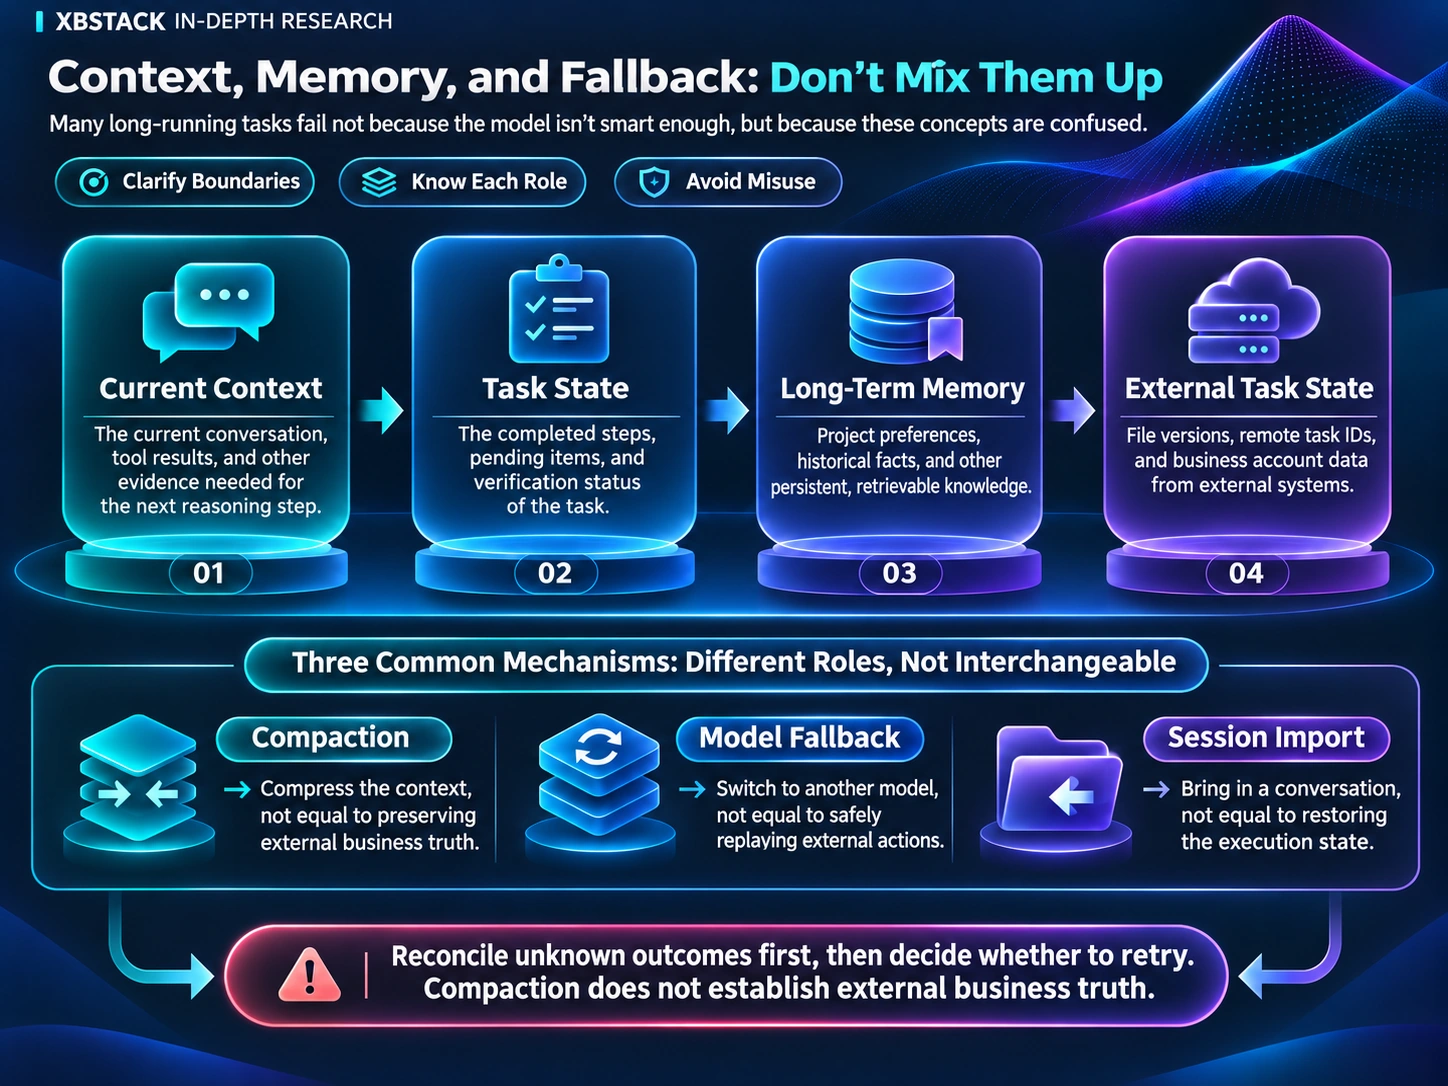 XBSTACK IN-DEPTH RESEARCH
Context, Memory, and Fallback: Don't Mix Them Up
Many long-running tasks fail not because the model isn't smart enough, but because these concepts are confused.
Clarify Boundaries
Know Each Role
Avoid Misuse
Current Context
The current conversation,
tool results, and other
evidence needed for
the next reasoning step.
01
Task State
The completed steps,
pending items, and
verification status
of the task.
02
Long-Term Memory
Project preferences,
historical facts, and other
persistent, retrievable knowledge.
03
External Task State
File versions, remote task IDs,
and business account data
from external systems.
04
Three Common Mechanisms: Different Roles, Not Interchangeable
Compaction
Compress the context,
not equal to preserving
external business truth.
Model Fallback
Switch to another model,
not equal to safely
replaying external actions.
Session Import
Bring in a conversation,
not equal to restoring
the execution state.
Reconcile unknown outcomes first, then decide whether to retry.
Compaction does not establish external business truth.